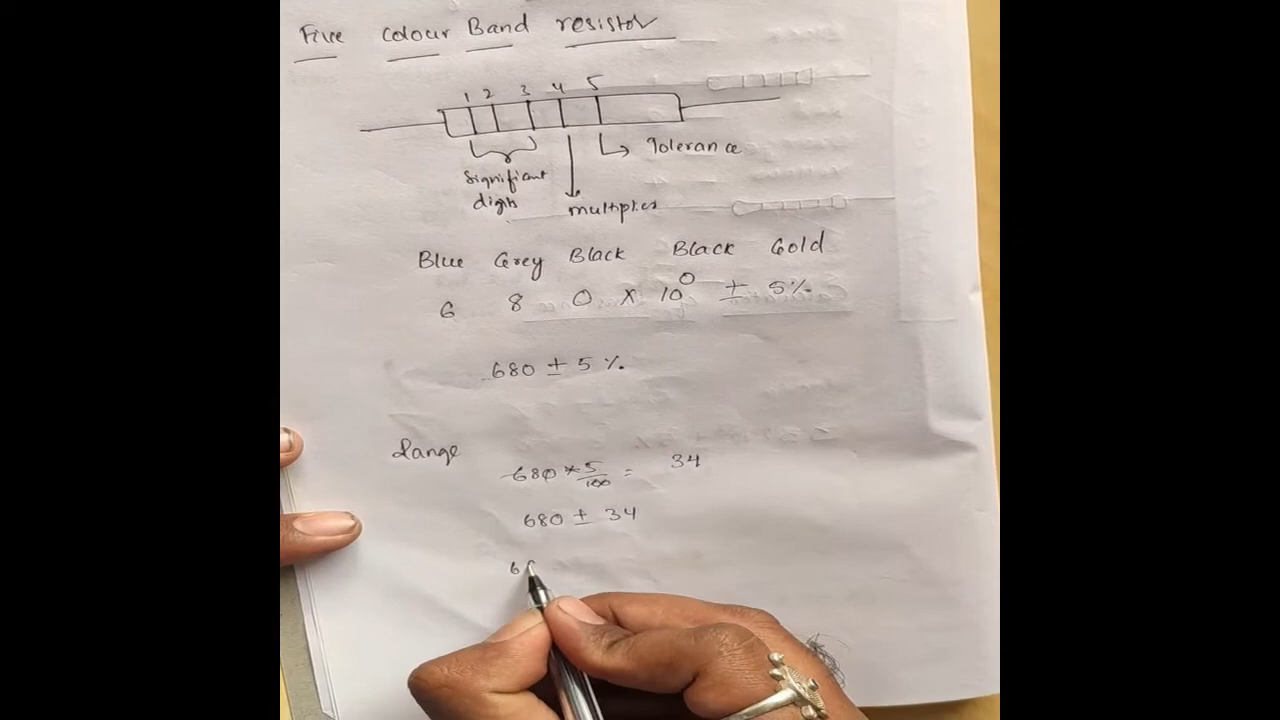 Five Colour Band resistor
1 2 3 4 5
Tolerance
Significant
digits
multiplier
Blue Grey Black Black Gold
6 8 0 x 10⁰ ± 5%
680 ± 5 %
Range
680 * 5/100 = 34
680 ± 34
68